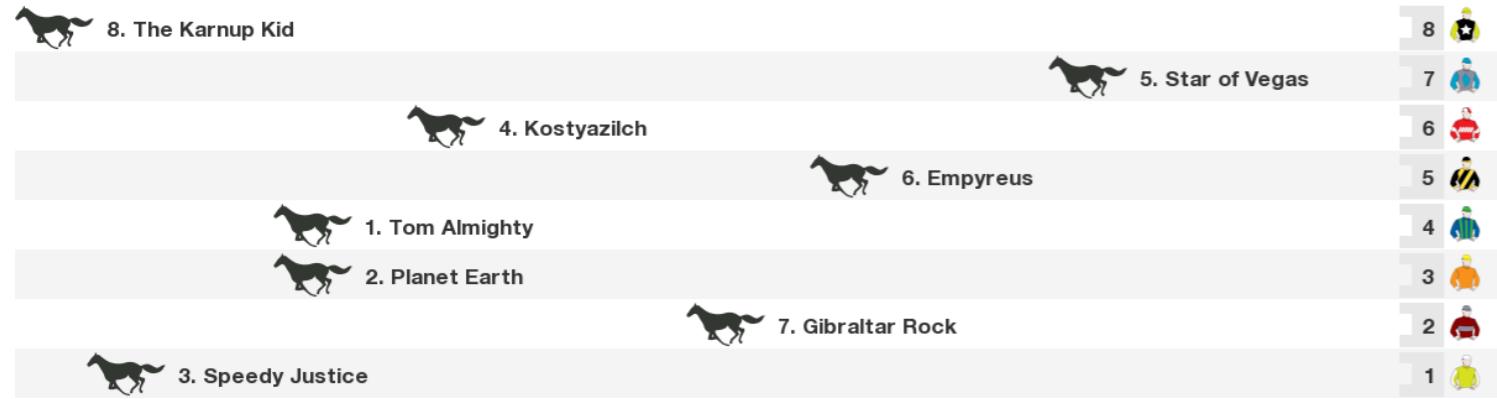 8. The Karnup Kid 8
5. Star of Vegas 7
4. Kostyazilch 6
6. Empyreus 5
1. Tom Almighty 4
2. Planet Earth 3
7. Gibraltar Rock 2
3. Speedy Justice 1